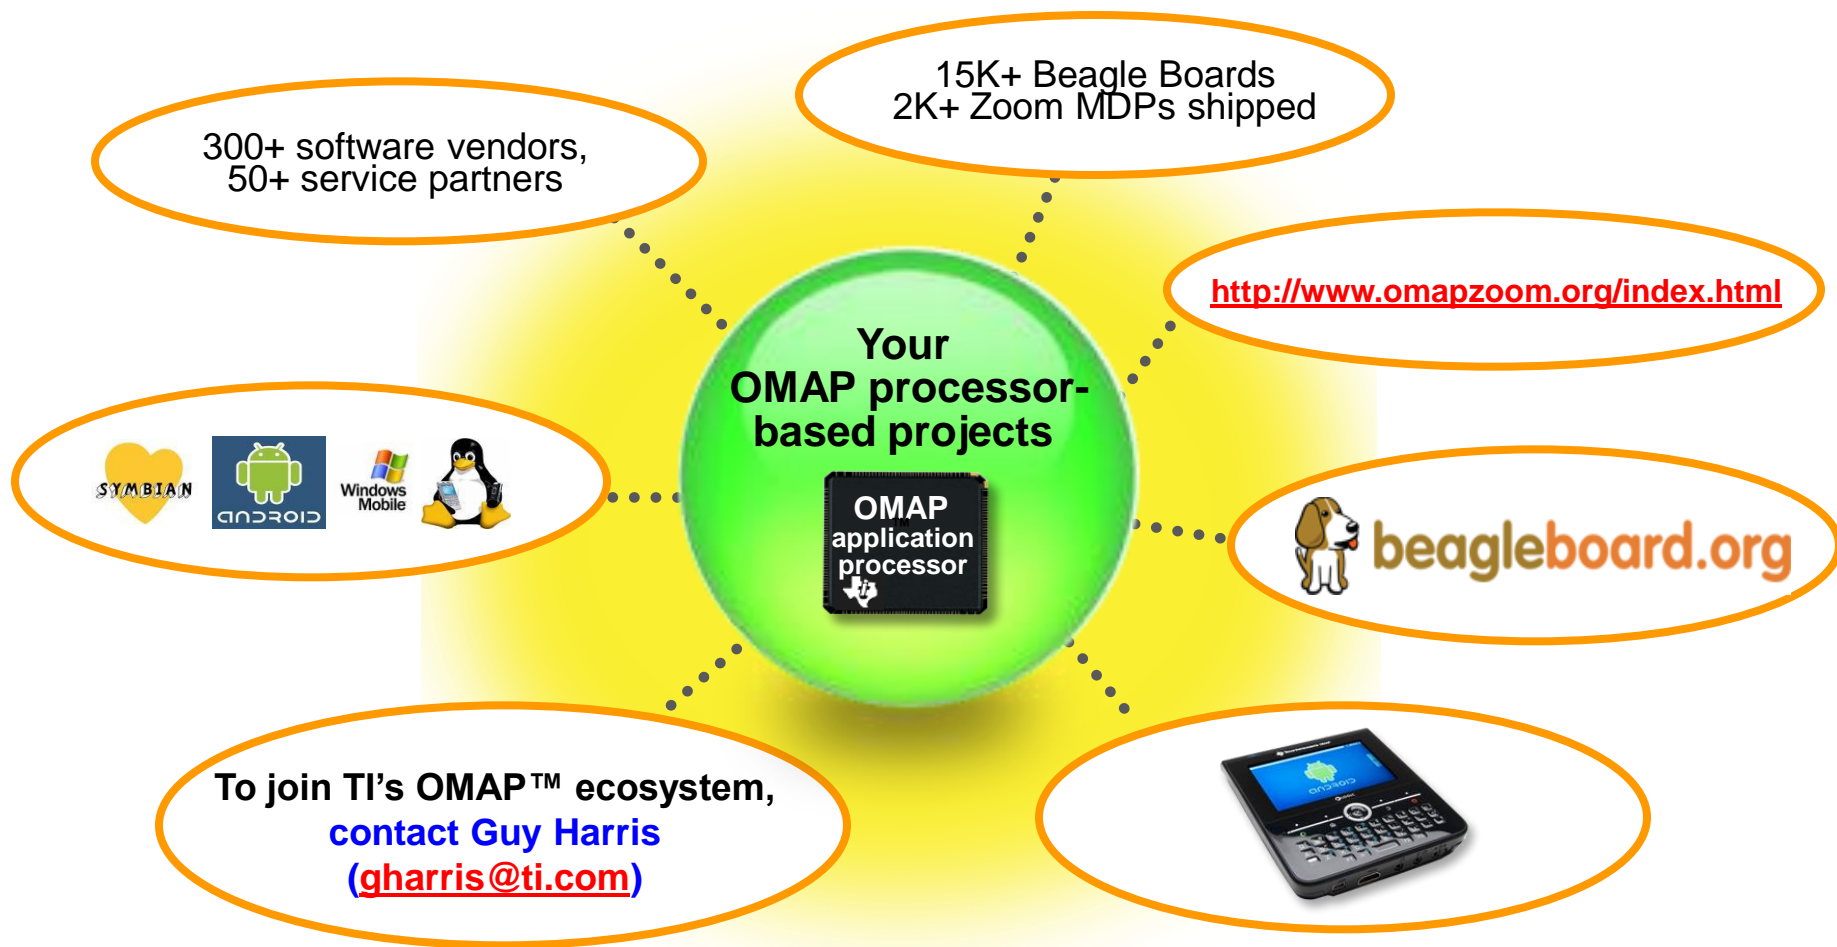 15K+ Beagle Boards
2K+ Zoom MDPs shipped
300+ software vendors,
50+ service partners
http://www.omapzoom.org/index.html
Your
OMAP processor-
based projects
OMAP
TM
application
processor
SYMBIAN
ANDROID
Windows
Mobile
beagleboard.org
To join TI’s OMAP™ ecosystem,
contact Guy Harris
(gharris@ti.com)
ANDROID